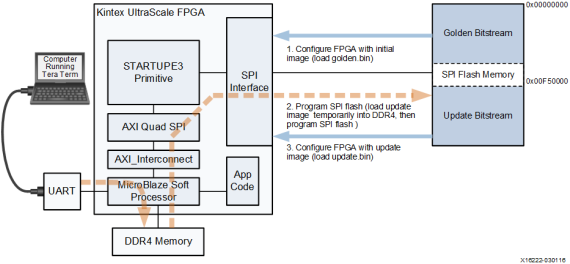 Kintex UltraScale FPGA
0x00000000
Computer
Running
Tera Term
STARTUPE3
Primitive
SPI
Interface
1. Configure FPGA with initial
image (load golden.bin)
Golden Bitstream
SPI Flash Memory
0x00F50000
2. Program SPI flash (load update
image temporarily into DDR4, then
program SPI flash )
Update Bitstream
AXI Quad SPI
3. Configure FPGA with update
image (load update.bin)
AXI_Interconnect
UART
MicroBlaze Soft
Processor
App
Code
DDR4 Memory
X16222-030116